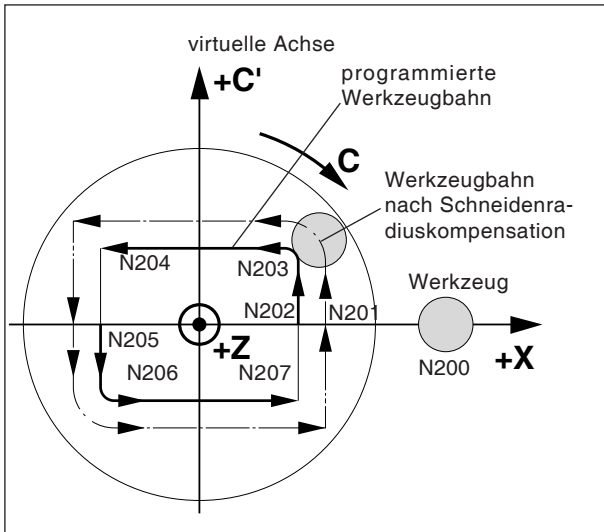 virtuelle Achse
+C'
programmierte
Werkzeugbahn
C
Werkzeugbahn
nach Schneidenra-
diuskompensation
N204
N203
Werkzeug
N202
N201
N205
+Z
N206
N207
N200
+X